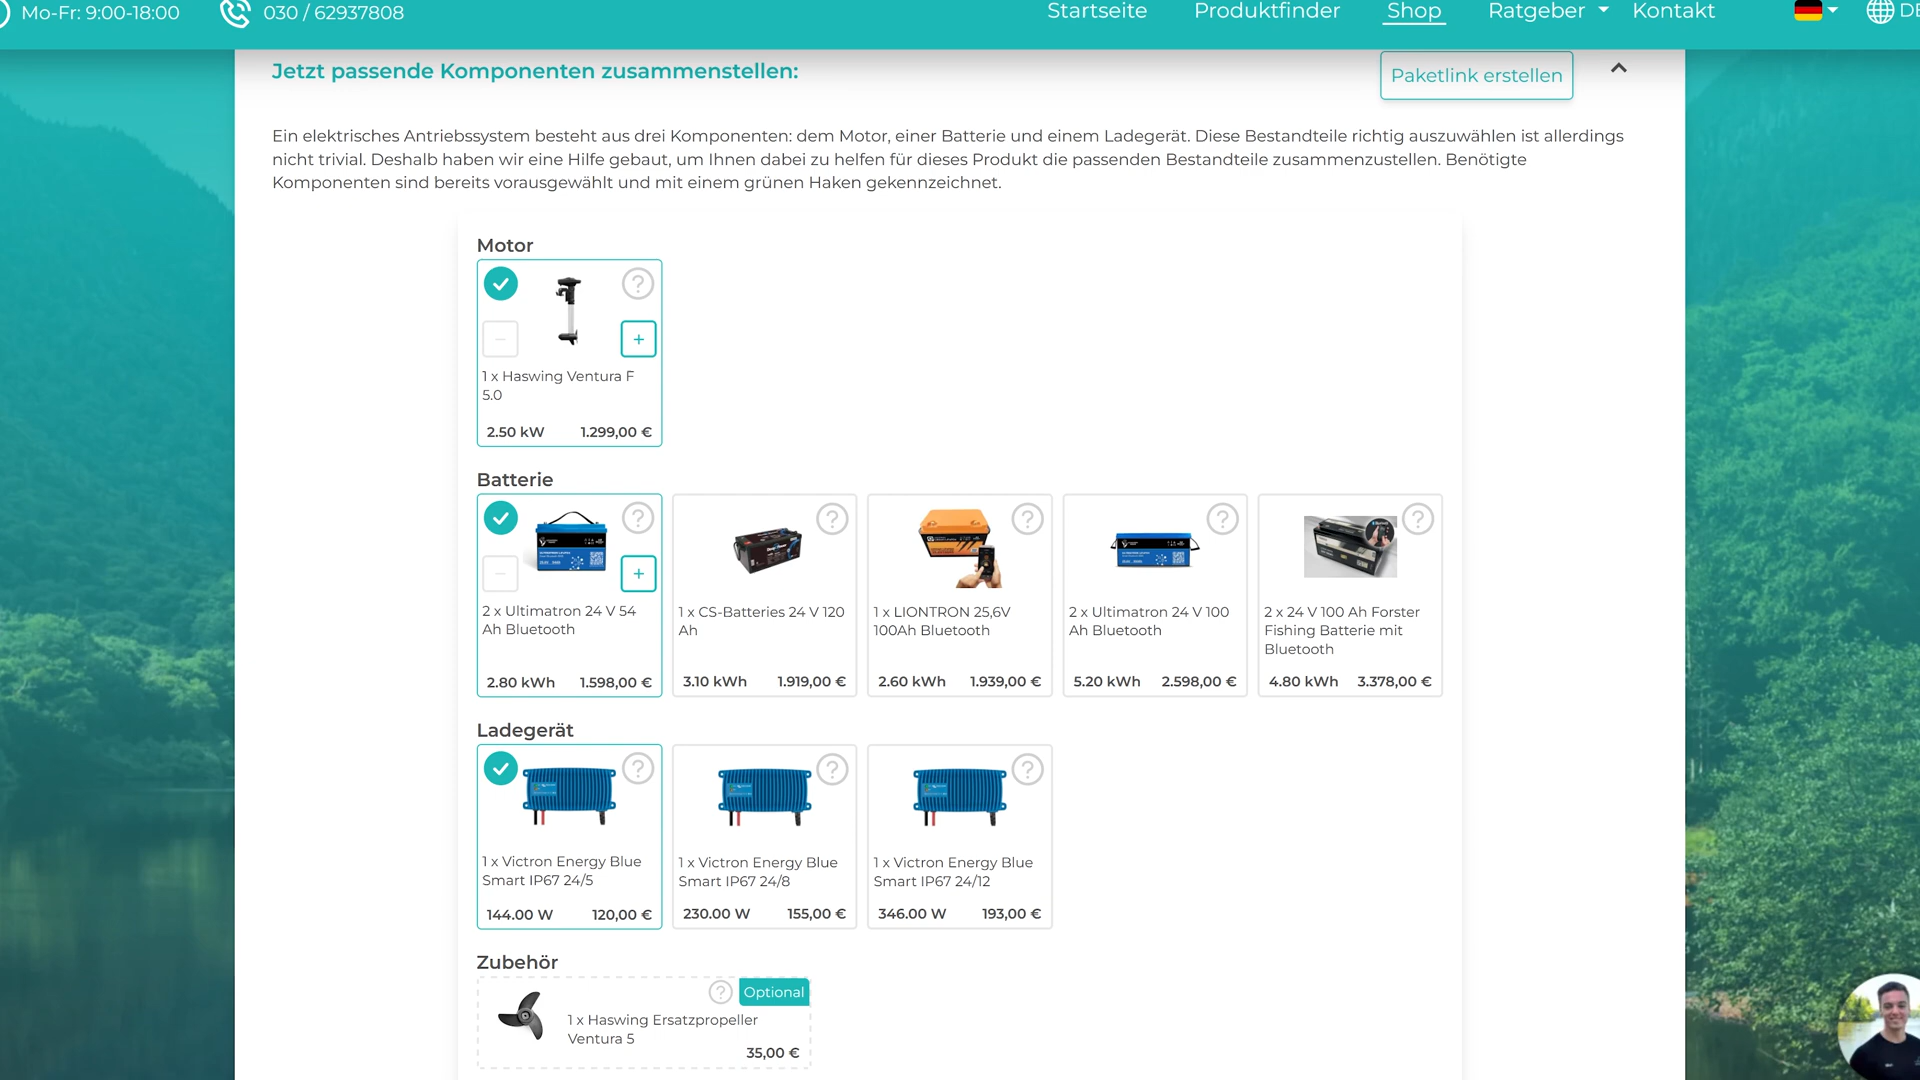 Mo-Fr: 9:00-18:00
030 / 62937808
Startseite
Produktfinder
Shop
Ratgeber
Kontakt
Jetzt passende Komponenten zusammenstellen:
Paketlink erstellen
Ein elektrisches Antriebssystem besteht aus drei Komponenten: dem Motor, einer Batterie und einem Ladegerät. Diese Bestandteile richtig auszuwählen ist allerdings
nicht trivial. Deshalb haben wir eine Hilfe gebaut, um Ihnen dabei zu helfen für dieses Produkt die passenden Bestandteile zusammenzustellen. Benötigte
Komponenten sind bereits vorausgewählt und mit einem grünen Haken gekennzeichnet.
Motor
1 x Haswing Ventura F
5.0
2.50 kW 1.299,00 €
Batterie
2 x Ultimatron 24 V 54
Ah Bluetooth
2.80 kWh 1.598,00 €
1 x CS-Batteries 24 V 120
Ah
3.10 kWh 1.919,00 €
1 x LIONTRON 25,6V
100Ah Bluetooth
2.60 kWh 1.939,00 €
2 x Ultimatron 24 V 100
Ah Bluetooth
5.20 kWh 2.598,00 €
2 x 24 V 100 Ah Forster
Fishing Batterie mit
Bluetooth
4.80 kWh 3.378,00 €
Ladegerät
1 x Victron Energy Blue
Smart IP67 24/5
144.00 W 120,00 €
1 x Victron Energy Blue
Smart IP67 24/8
230.00 W 155,00 €
1 x Victron Energy Blue
Smart IP67 24/12
346.00 W 193,00 €
Zubehör
Optional
1 x Haswing Ersatzpropeller
Ventura 5
35,00 €